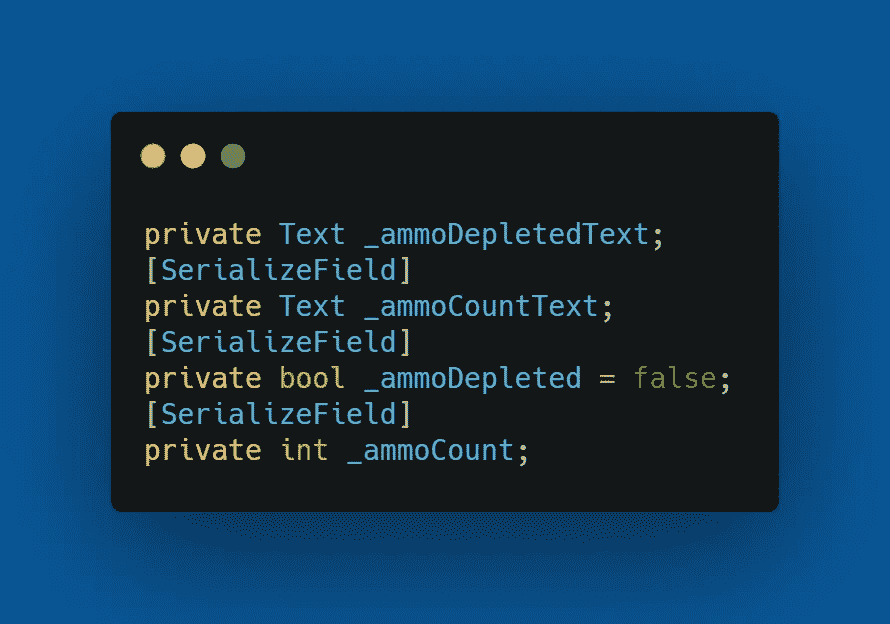 private Text _ammoDepletedText;
[SerializeField]
private Text _ammoCountText;
[SerializeField]
private bool _ammoDepleted = false;
[SerializeField]
private int _ammoCount;